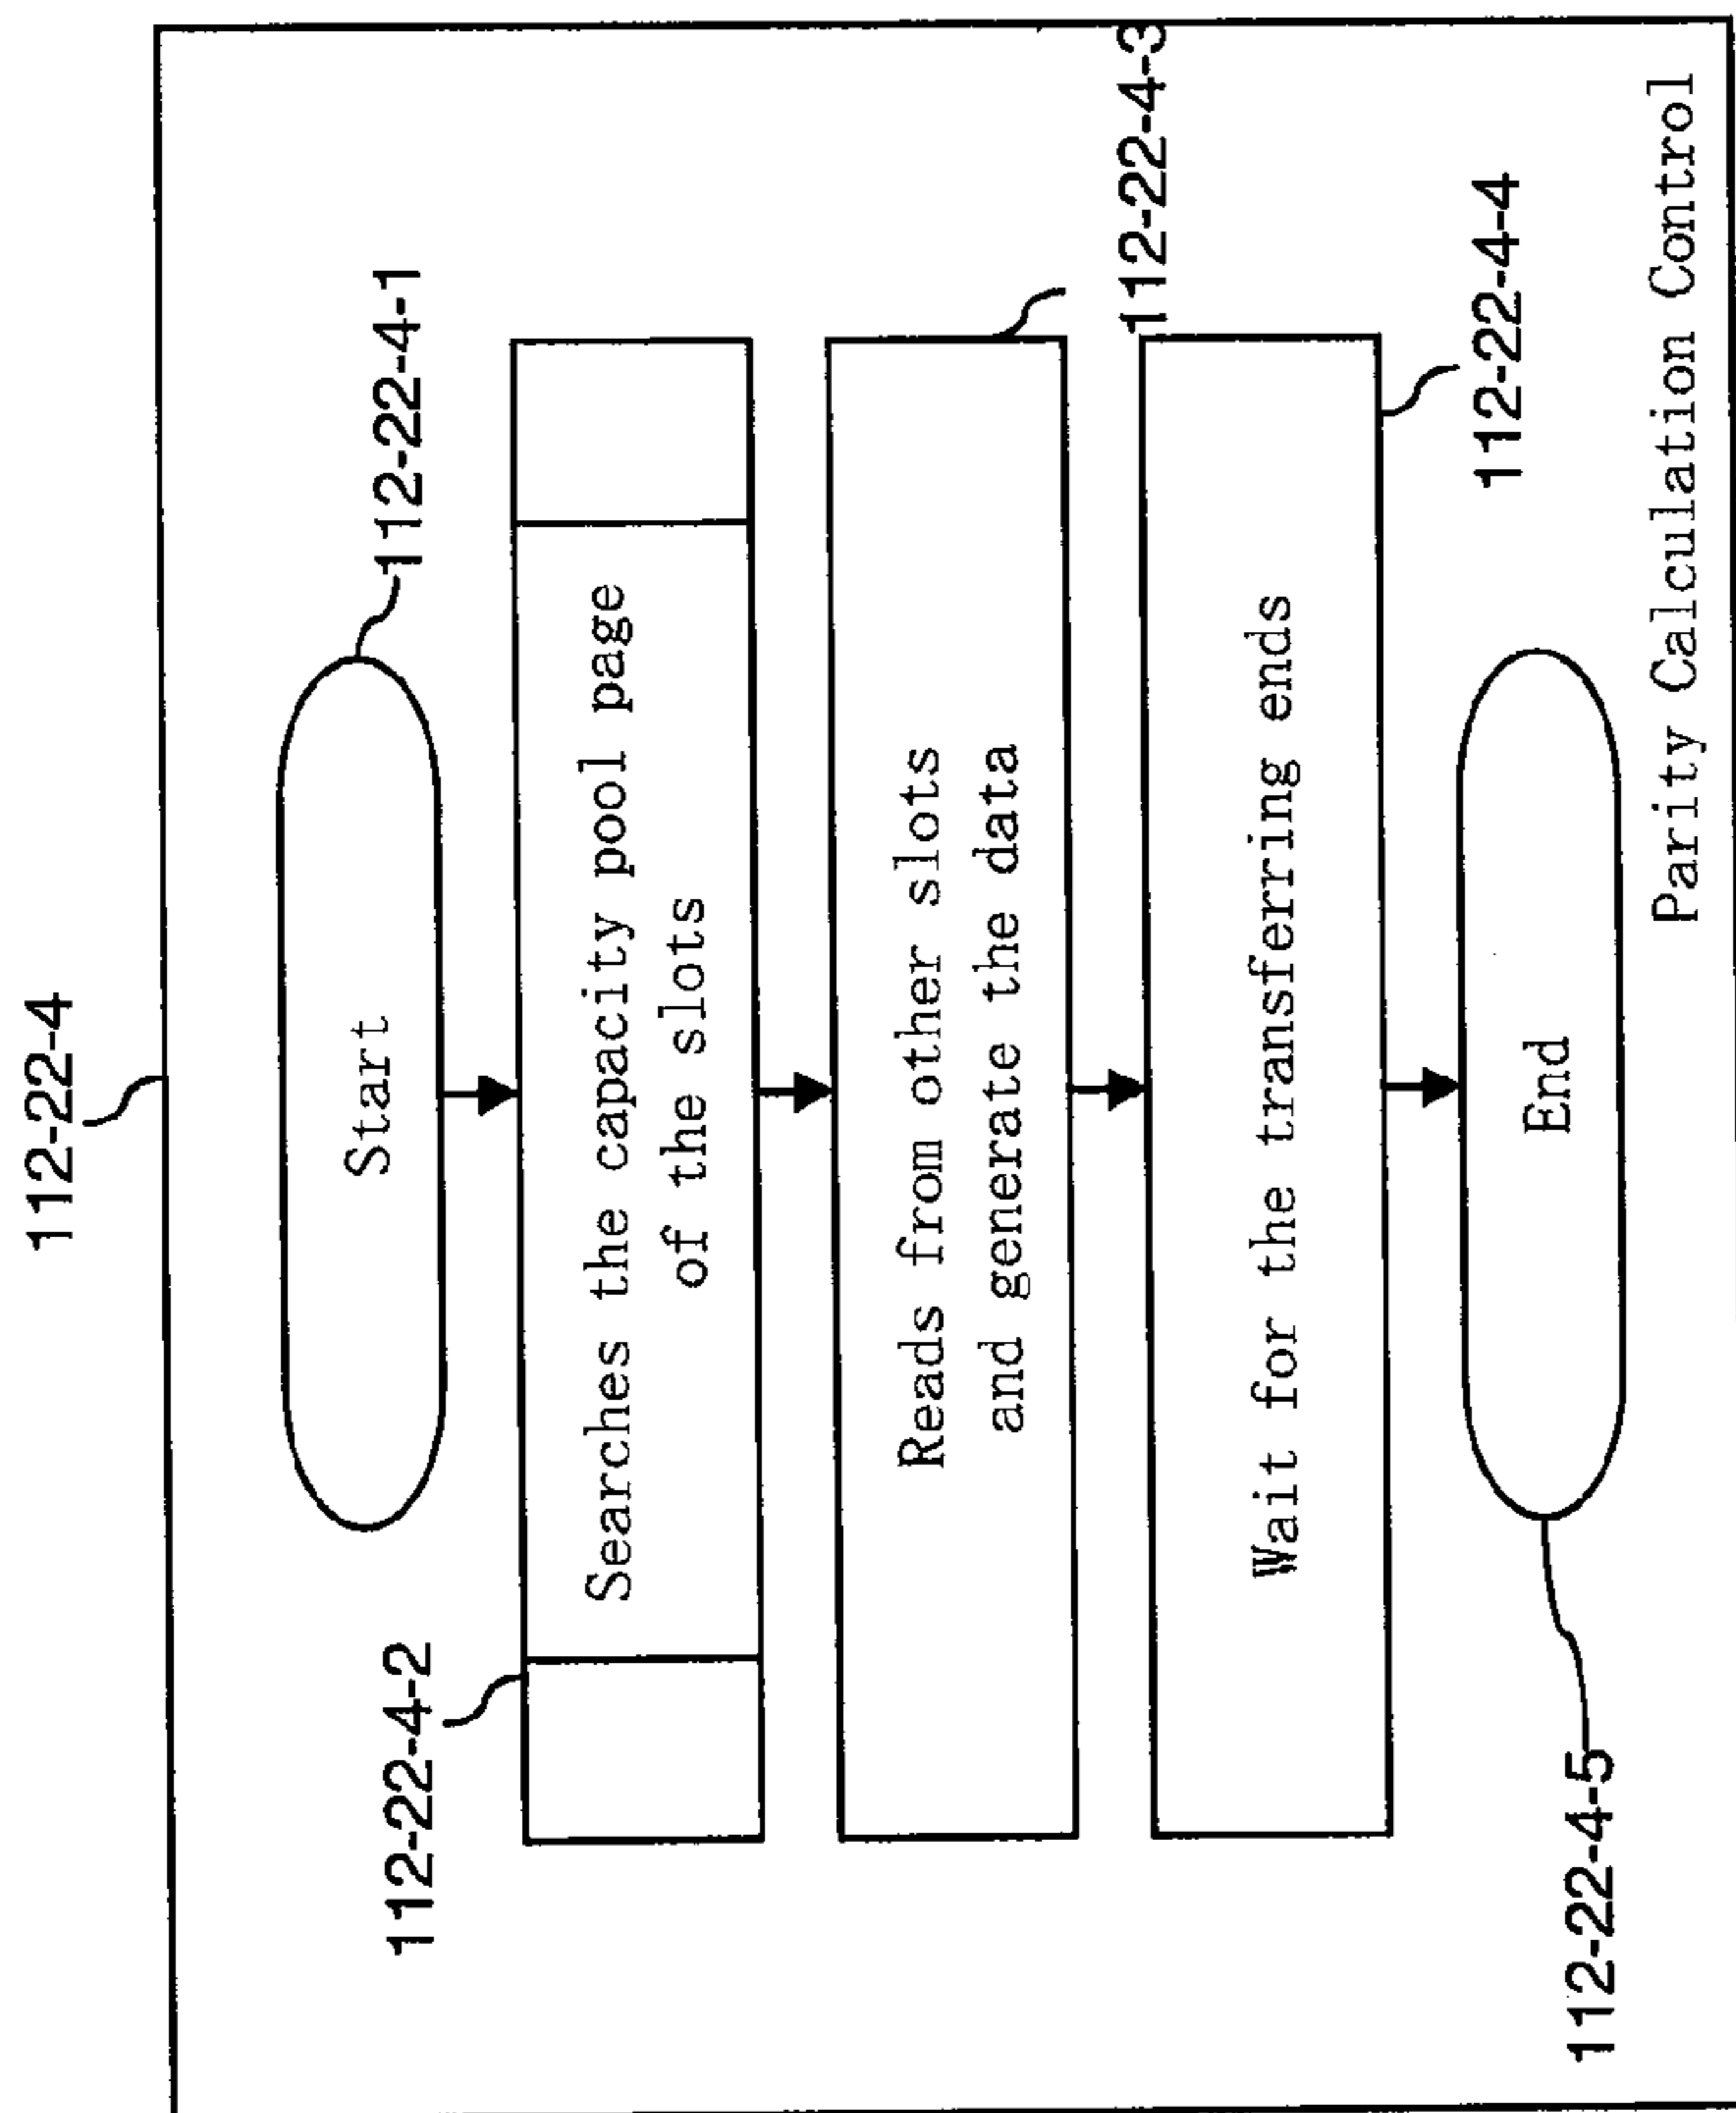 112-22-4
Start
112-22-4-1
112-22-4-2
Searches the capacity pool page
of the slots
Reads from other slots
and generate the data
112-22-4-3
Wait for the transferring ends
112-22-4-4
End
112-22-4-5
Parity Calculation Control